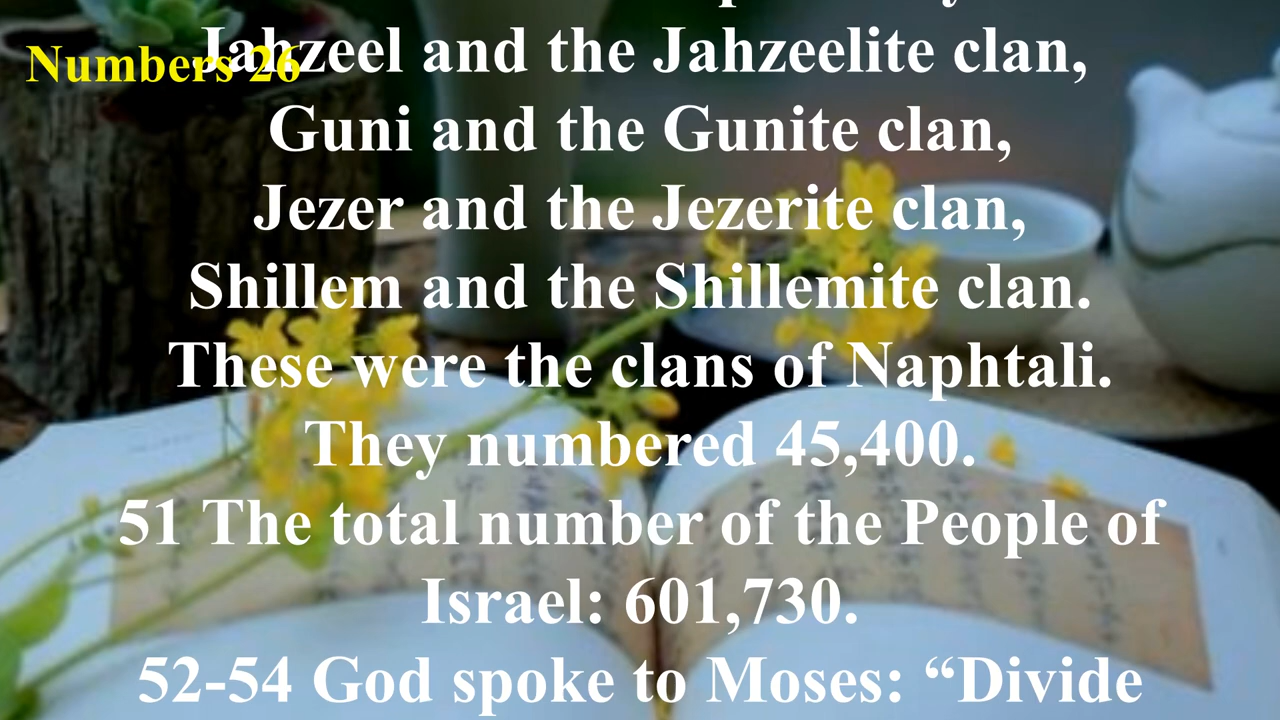 Numbers 26
Jahzeel and the Jahzeelite clan,
Guni and the Gunite clan,
Jezer and the Jezerite clan,
Shillem and the Shillemite clan.
These were the clans of Naphtali.
They numbered 45,400.
51 The total number of the People of
Israel: 601,730.
52-54 God spoke to Moses: “Divide